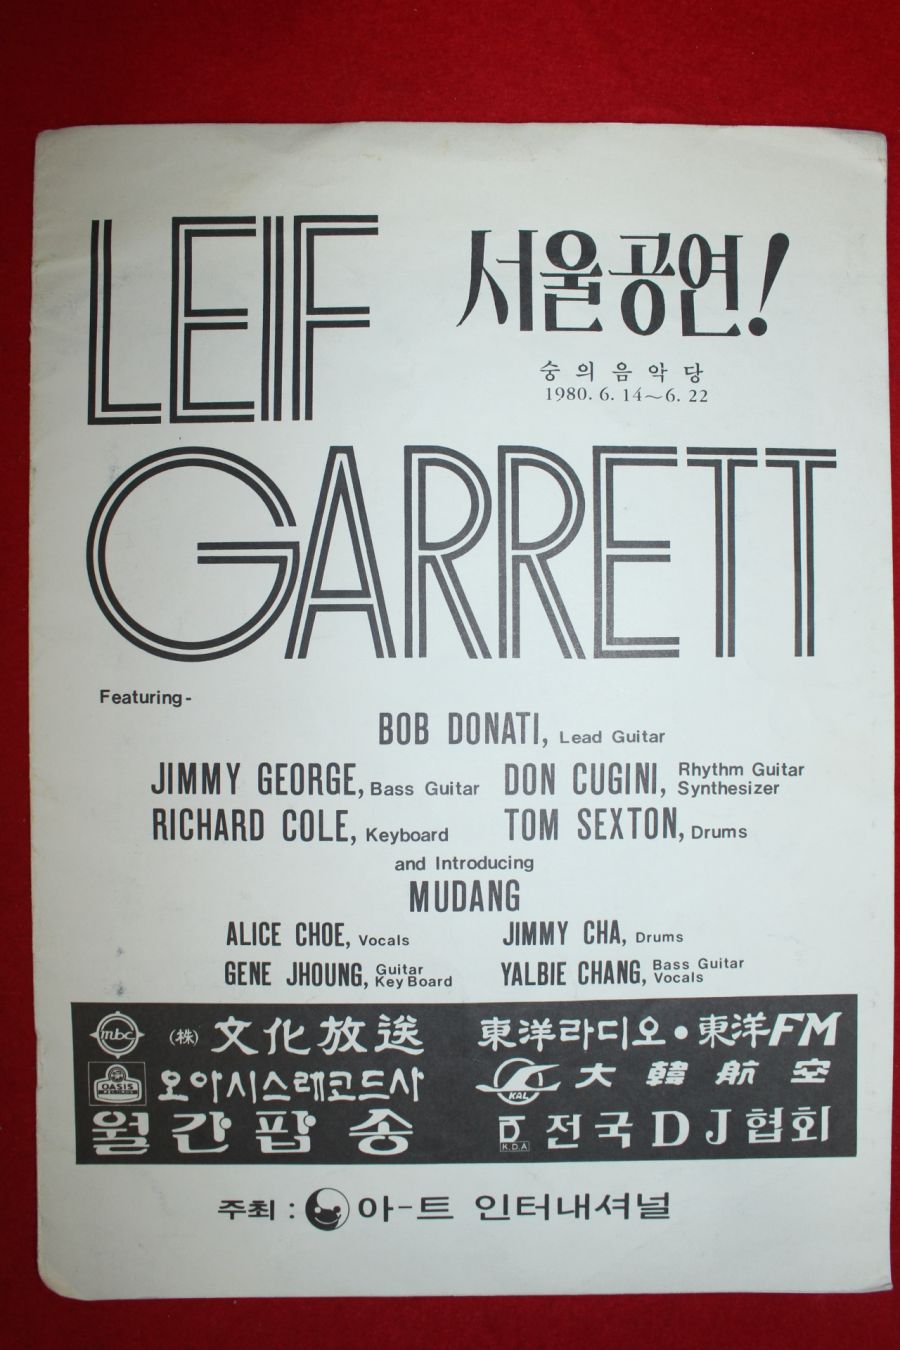 LEIF
서울공연!
숭의음악당
1980. 6. 14~6. 22
GARRETT
Featuring-
BOB DONATI, Lead Guitar
JIMMY GEORGE, Bass Guitar
DON CUGINI, Rhythm Guitar Synthesizer
RICHARD COLE, Keyboard
TOM SEXTON, Drums
and Introducing
MUDANG
ALICE CHOE, Vocals
JIMMY CHA, Drums
GENE JHOUNG, Guitar Key Board
YALBIE CHANG, Bass Guitar Vocals
mbc (株) 文化放送
東洋라디오・東洋FM
OASIS RECORDS 오아시스레코드사
KAL 大韓航空
월간팝송
D K.D.A 전국DJ협회
주최 : 아-트 인터내셔널